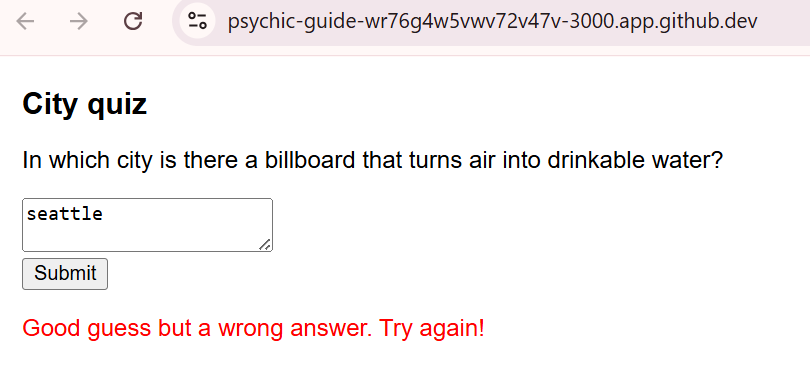 psychic-guide-wr76g4w5vwv72v47v-3000.app.github.dev
City quiz
In which city is there a billboard that turns air into drinkable water?
seattle
Submit
Good guess but a wrong answer. Try again!